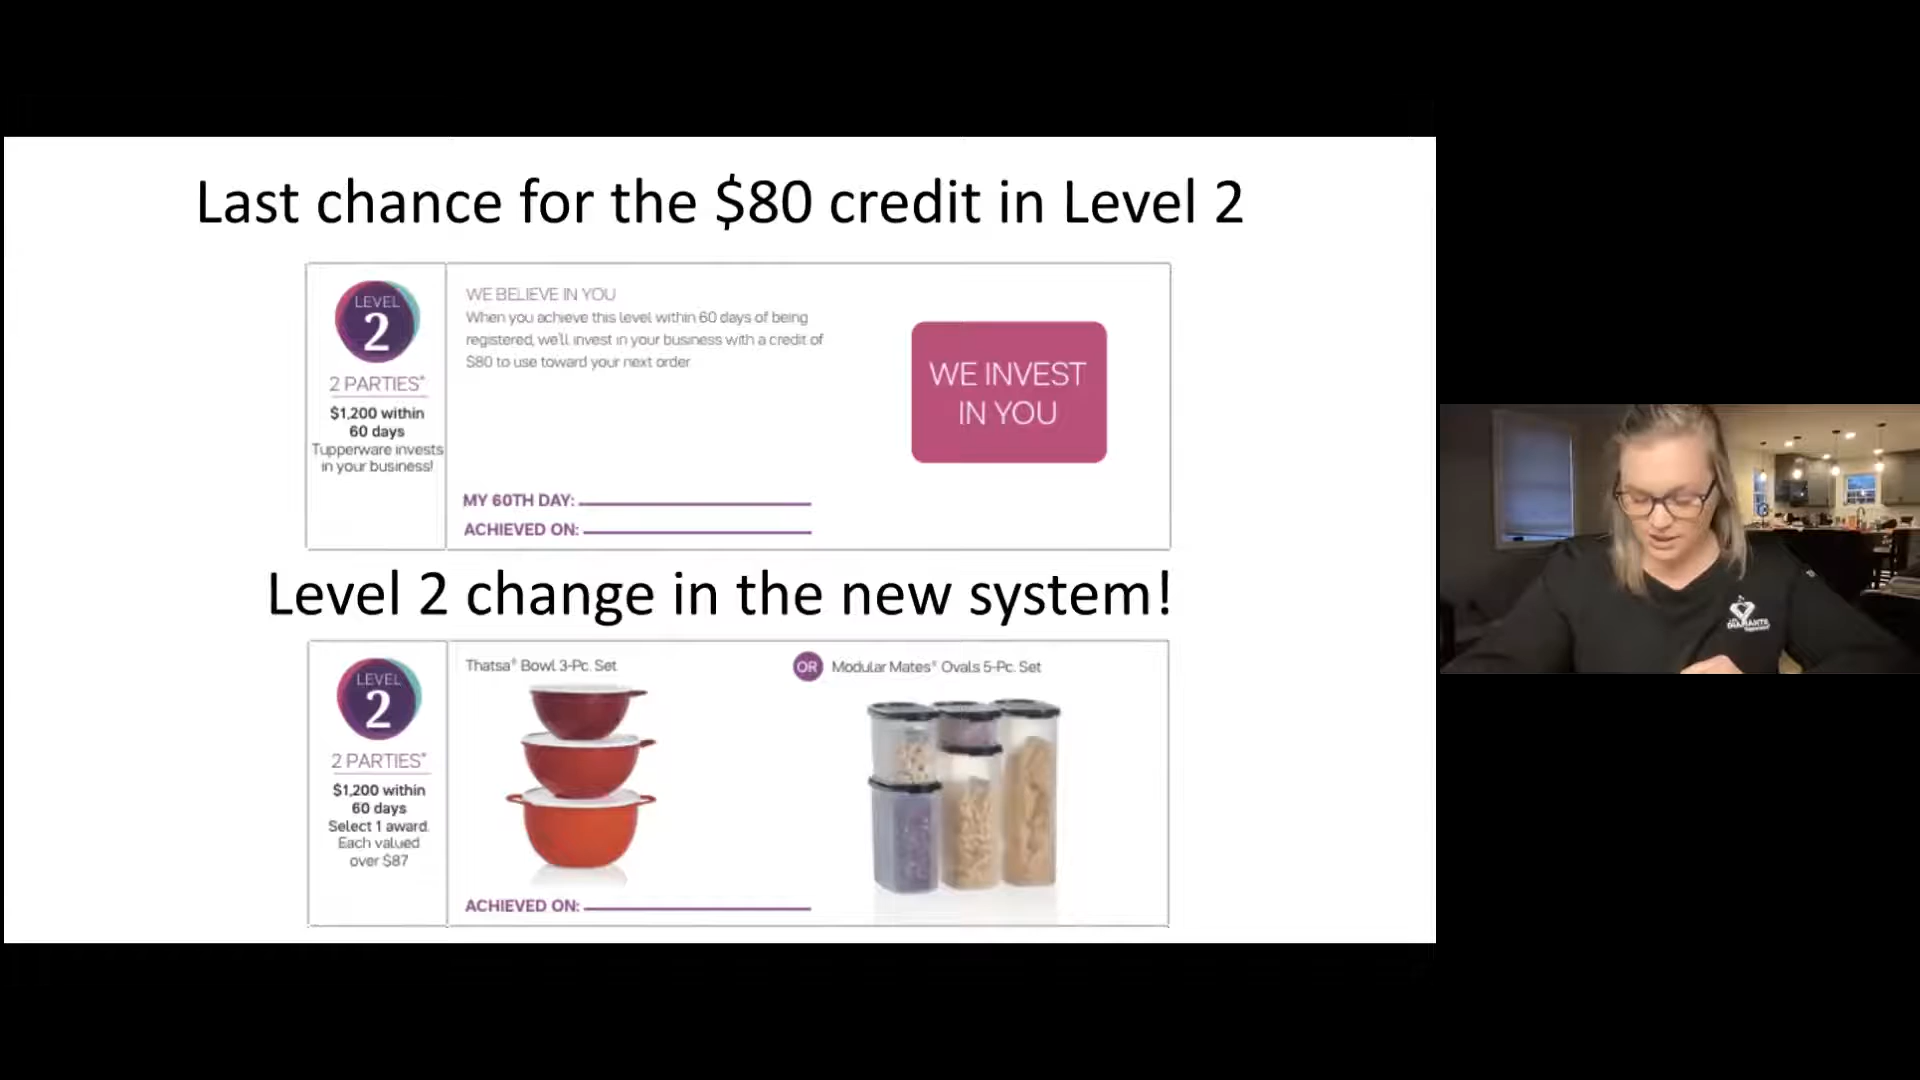 Last chance for the $80 credit in Level 2
LEVEL
2
2 PARTIES*
$1,200 within
60 days
Tupperware invests
in your business!
WE BELIEVE IN YOU
When you achieve this level within 60 days of being
registered, we'll invest in your business with a credit of
$80 to use toward your next order
MY 60TH DAY:
ACHIEVED ON:
WE INVEST
IN YOU
Level 2 change in the new system!
LEVEL
2
2 PARTIES*
$1,200 within
60 days
Select 1 award.
Each valued
over $87
Thatsa® Bowl 3-Pc. Set
OR Modular Mates® Ovals 5-Pc. Set
ACHIEVED ON:
DIAMANTE